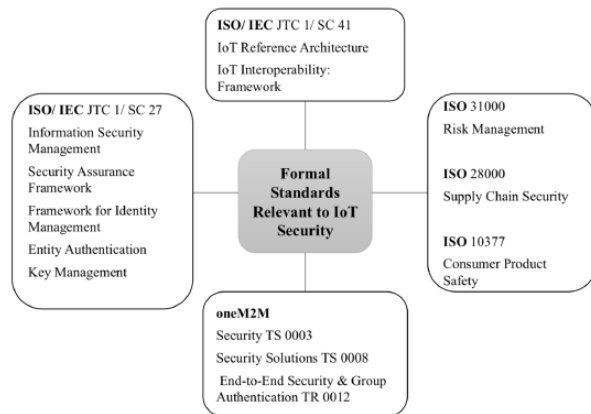 ISO/ IEC JTC 1/ SC 41
IoT Reference Architecture
IoT Interoperability:
Framework
ISO/ IEC JTC 1/ SC 27
Information Security
Management
Security Assurance
Framework
Framework for Identity
Management
Entity Authentication
Key Management
Formal
Standards
Relevant to IoT
Security
ISO 31000
Risk Management
ISO 28000
Supply Chain Security
ISO 10377
Consumer Product
Safety
oneM2M
Security TS 0003
Security Solutions TS 0008
End-to-End Security & Group
Authentication TR 0012